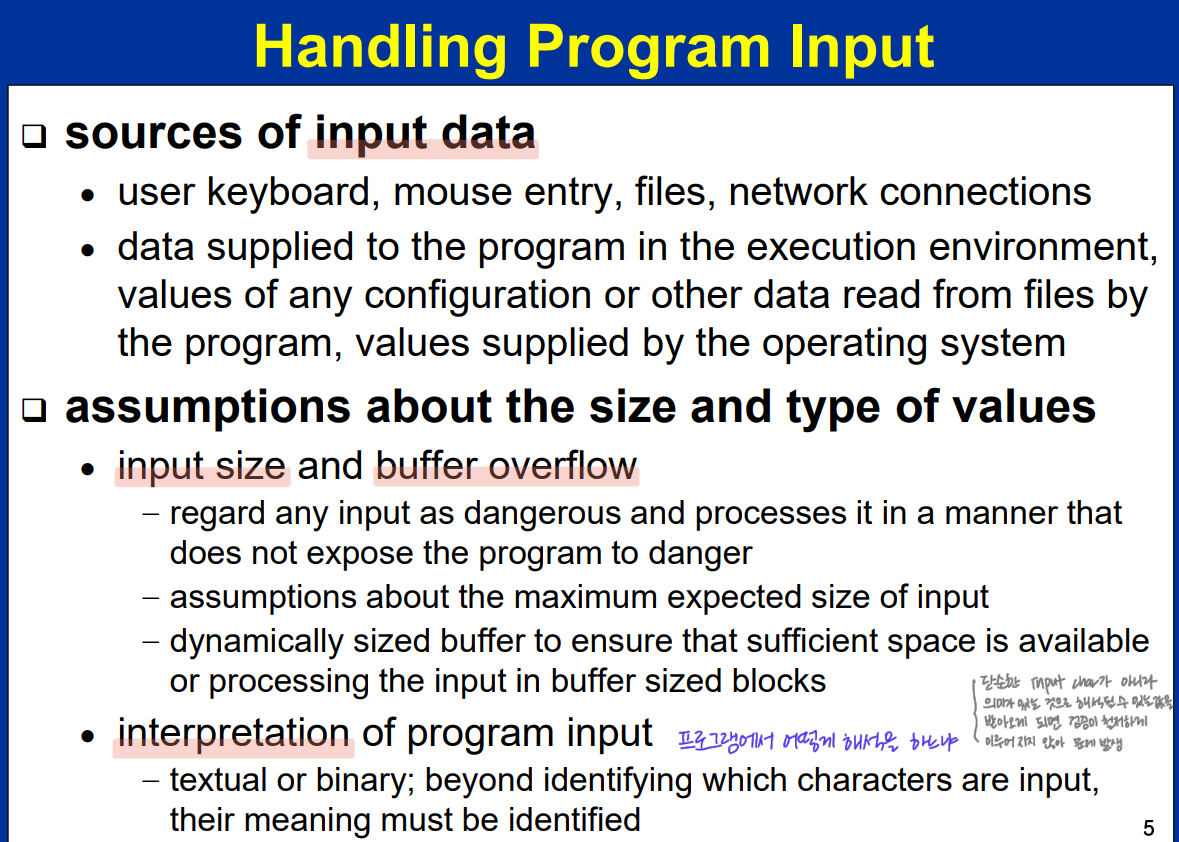 Handling Program Input
❑ sources of input data
• user keyboard, mouse entry, files, network connections
• data supplied to the program in the execution environment,
values of any configuration or other data read from files by
the program, values supplied by the operating system
❑ assumptions about the size and type of values
• input size and buffer overflow
– regard any input as dangerous and processes it in a manner that
does not expose the program to danger
– assumptions about the maximum expected size of input
– dynamically sized buffer to ensure that sufficient space is available
or processing the input in buffer sized blocks
• interpretation of program input
프로그램에서 어떻게 해석을 하느냐
단순한 input char가 아니라
의미가 있는 것으로 해석될 수 있는 값을
받아오게 되면 검증이 철저하게
이루어지지 않아 문제 발생
– textual or binary; beyond identifying which characters are input,
their meaning must be identified
5